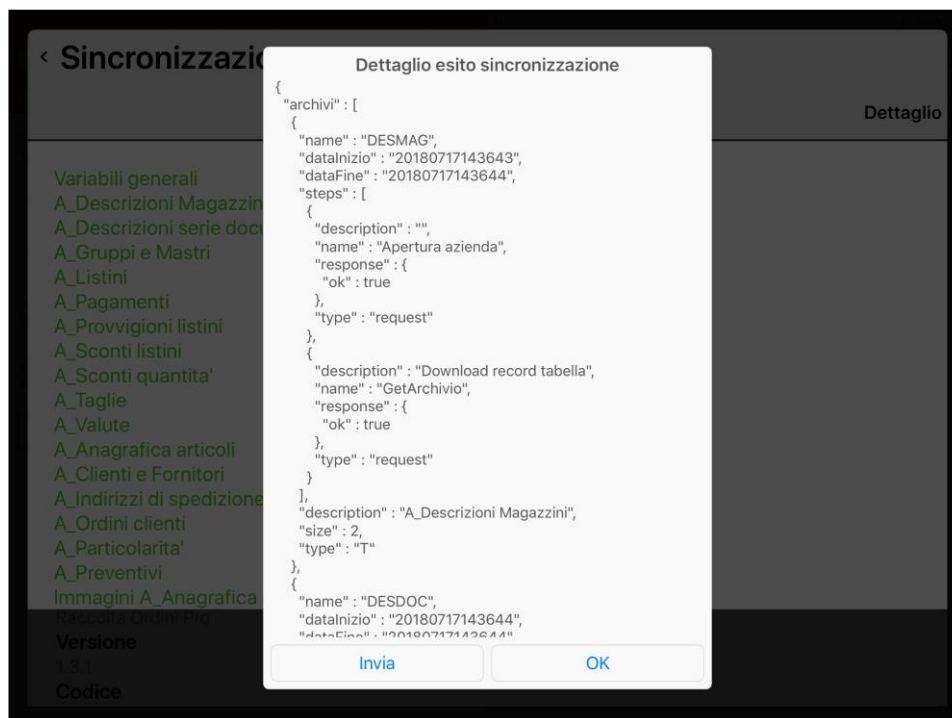 ‹ Sincronizzazio
Dettaglio
Variabili generali
A_Descrizioni Magazzin
A_Descrizioni serie docu
A_Gruppi e Mastri
A_Listini
A_Pagamenti
A_Provvigioni listini
A_Sconti listini
A_Sconti quantita'
A_Taglie
A_Valute
A_Anagrafica articoli
A_Clienti e Fornitori
A_Indirizzi di spedizione
A_Ordini clienti
A_Particolarita'
A_Preventivi
Immagini A_Anagrafica
Raccolta Ordini Pro
Versione
1.3.1
Codice
Dettaglio esito sincronizzazione
{
"archivi" : [
{
"name" : "DESMAG",
"dataInizio" : "20180717143643",
"dataFine" : "20180717143644",
"steps" : [
{
"description" : "",
"name" : "Apertura azienda",
"response" : {
"ok" : true
},
"type" : "request"
},
{
"description" : "Download record tabella",
"name" : "GetArchivio",
"response" : {
"ok" : true
},
"type" : "request"
}
],
"description" : "A_Descrizioni Magazzini",
"size" : 2,
"type" : "T"
},
{
"name" : "DESDOC",
"dataInizio" : "20180717143644",
"dataFine" : "20180717143644"
Invia
OK